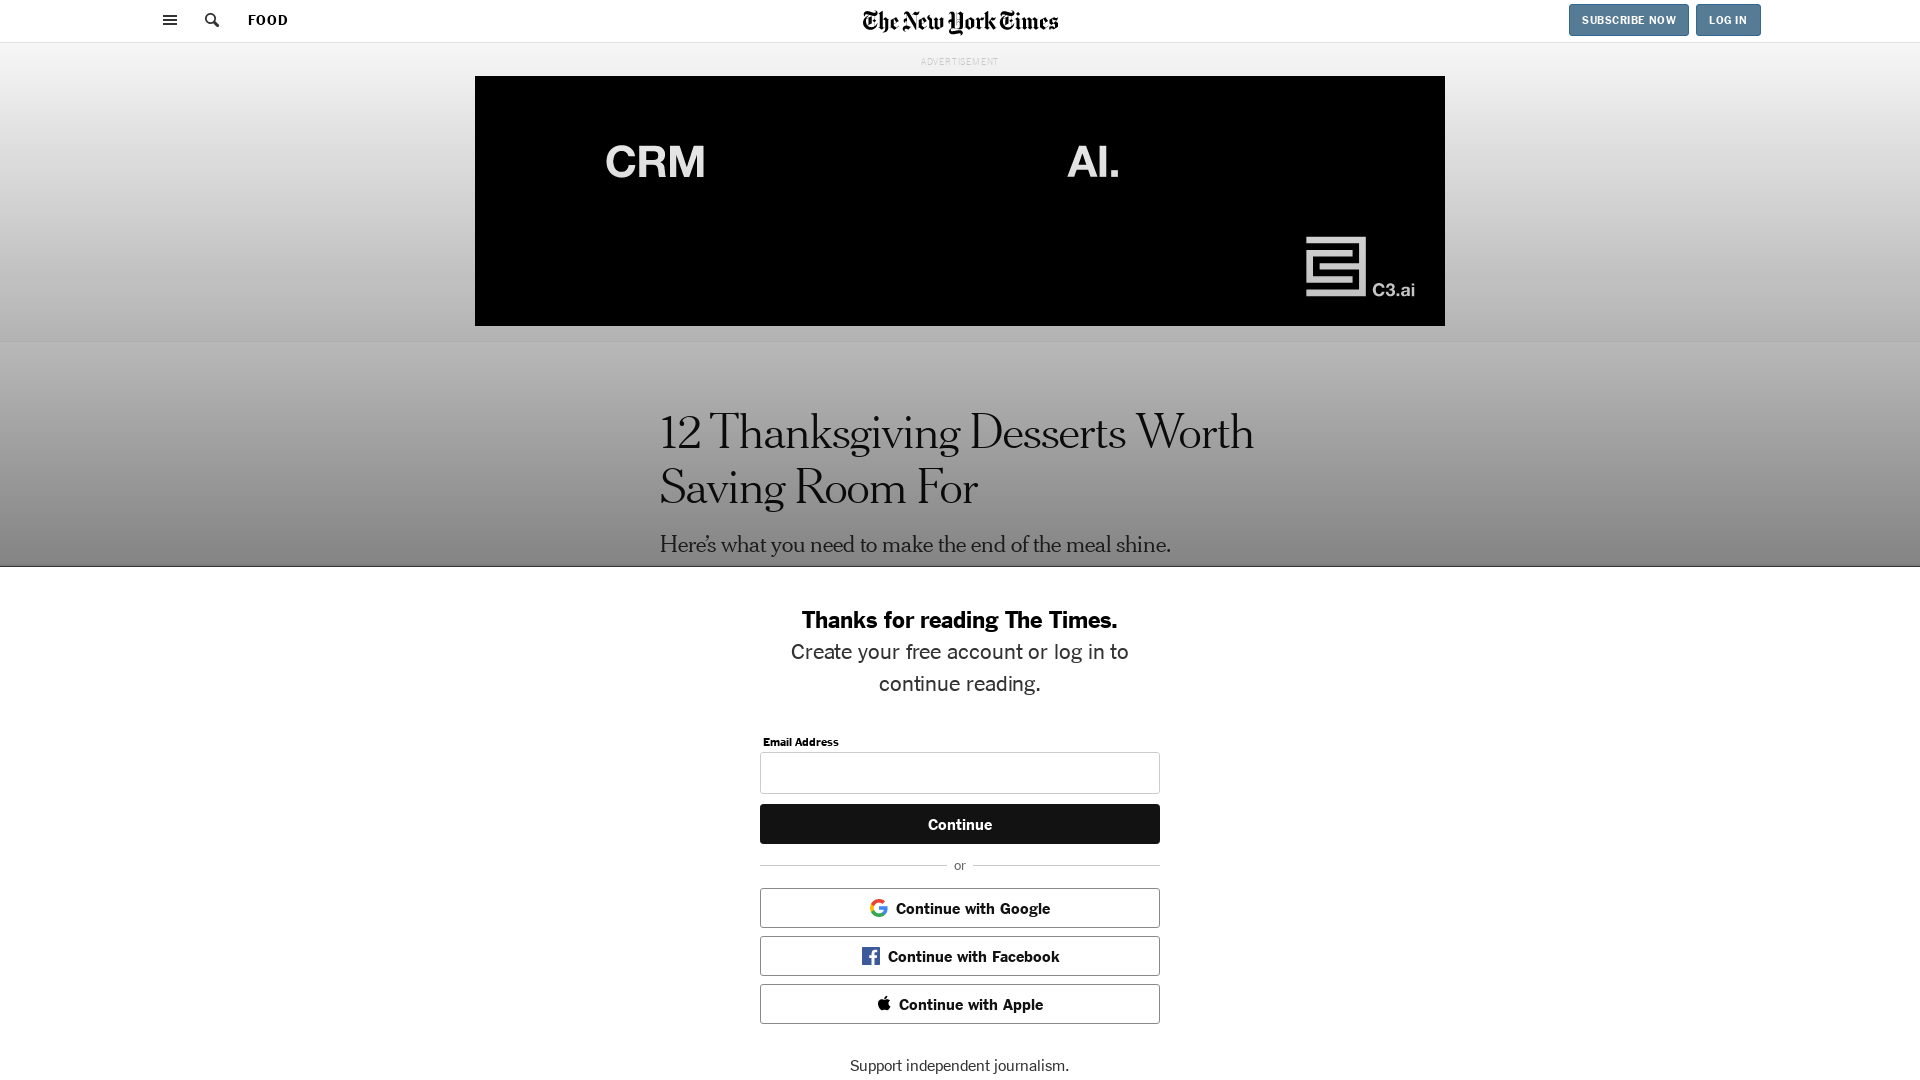 FOOD
The New York Times
SUBSCRIBE NOW
LOG IN
ADVERTISEMENT
CRM AI.
C3.ai
12 Thanksgiving Desserts Worth
Saving Room For
Here’s what you need to make the end of the meal shine.
Thanks for reading The Times.
Create your free account or log in to
continue reading.
Email Address
Continue
or
Continue with Google
Continue with Facebook
Continue with Apple
Support independent journalism.